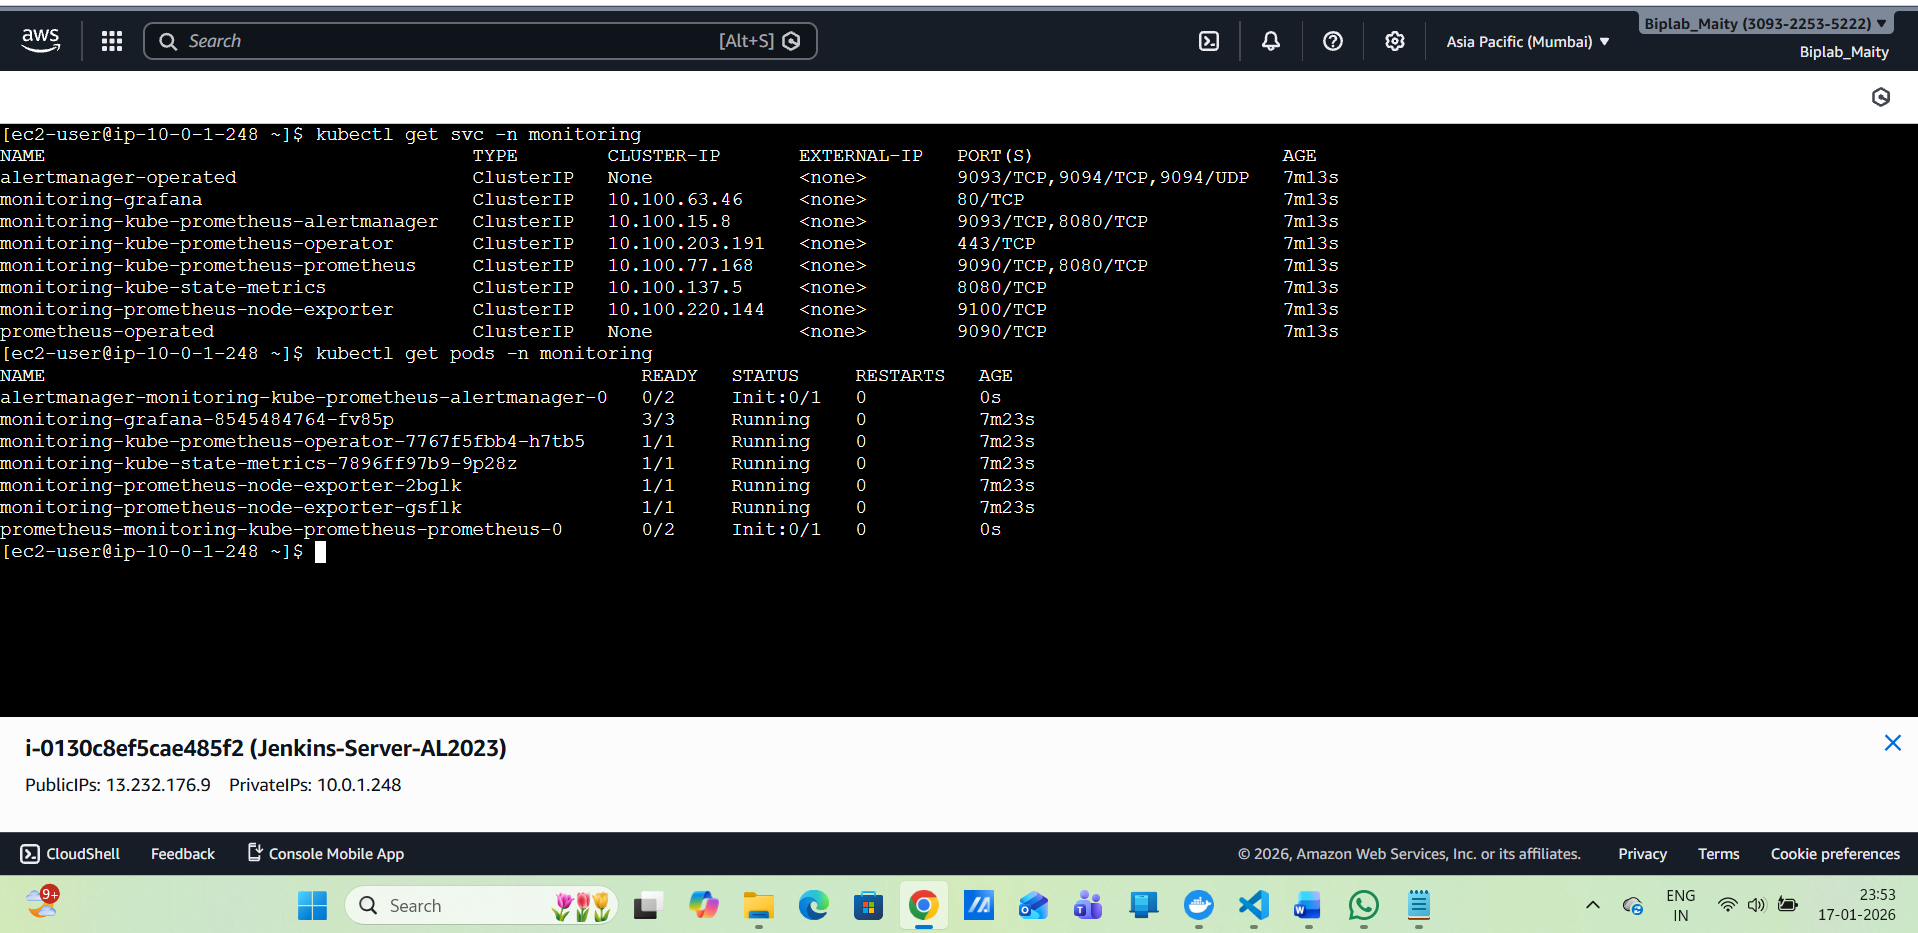 aws
Search [Alt+S]
Asia Pacific (Mumbai) ▼
Biplab_Maity (3093-2253-5222) ▼
Biplab_Maity
[ec2-user@ip-10-0-1-248 ~]$ kubectl get svc -n monitoring
NAME TYPE CLUSTER-IP EXTERNAL-IP PORT(S) AGE
alertmanager-operated ClusterIP None <none> 9093/TCP,9094/TCP,9094/UDP 7m13s
monitoring-grafana ClusterIP 10.100.63.46 <none> 80/TCP 7m13s
monitoring-kube-prometheus-alertmanager ClusterIP 10.100.15.8 <none> 9093/TCP,8080/TCP 7m13s
monitoring-kube-prometheus-operator ClusterIP 10.100.203.191 <none> 443/TCP 7m13s
monitoring-kube-prometheus-prometheus ClusterIP 10.100.77.168 <none> 9090/TCP,8080/TCP 7m13s
monitoring-kube-state-metrics ClusterIP 10.100.137.5 <none> 8080/TCP 7m13s
monitoring-prometheus-node-exporter ClusterIP 10.100.220.144 <none> 9100/TCP 7m13s
prometheus-operated ClusterIP None <none> 9090/TCP 7m13s
[ec2-user@ip-10-0-1-248 ~]$ kubectl get pods -n monitoring
NAME READY STATUS RESTARTS AGE
alertmanager-monitoring-kube-prometheus-alertmanager-0 0/2 Init:0/1 0 0s
monitoring-grafana-8545484764-fv85p 3/3 Running 0 7m23s
monitoring-kube-prometheus-operator-7767f5fbb4-h7tb5 1/1 Running 0 7m23s
monitoring-kube-state-metrics-7896ff97b9-9p28z 1/1 Running 0 7m23s
monitoring-prometheus-node-exporter-2bglk 1/1 Running 0 7m23s
monitoring-prometheus-node-exporter-gsflk 1/1 Running 0 7m23s
prometheus-monitoring-kube-prometheus-prometheus-0 0/2 Init:0/1 0 0s
[ec2-user@ip-10-0-1-248 ~]$
i-0130c8ef5cae485f2 (Jenkins-Server-AL2023)
PublicIPs: 13.232.176.9 PrivateIPs: 10.0.1.248
CloudShell Feedback Console Mobile App © 2026, Amazon Web Services, Inc. or its affiliates. Privacy Terms Cookie preferences
9+
Search
ENG
IN
23:53
17-01-2026